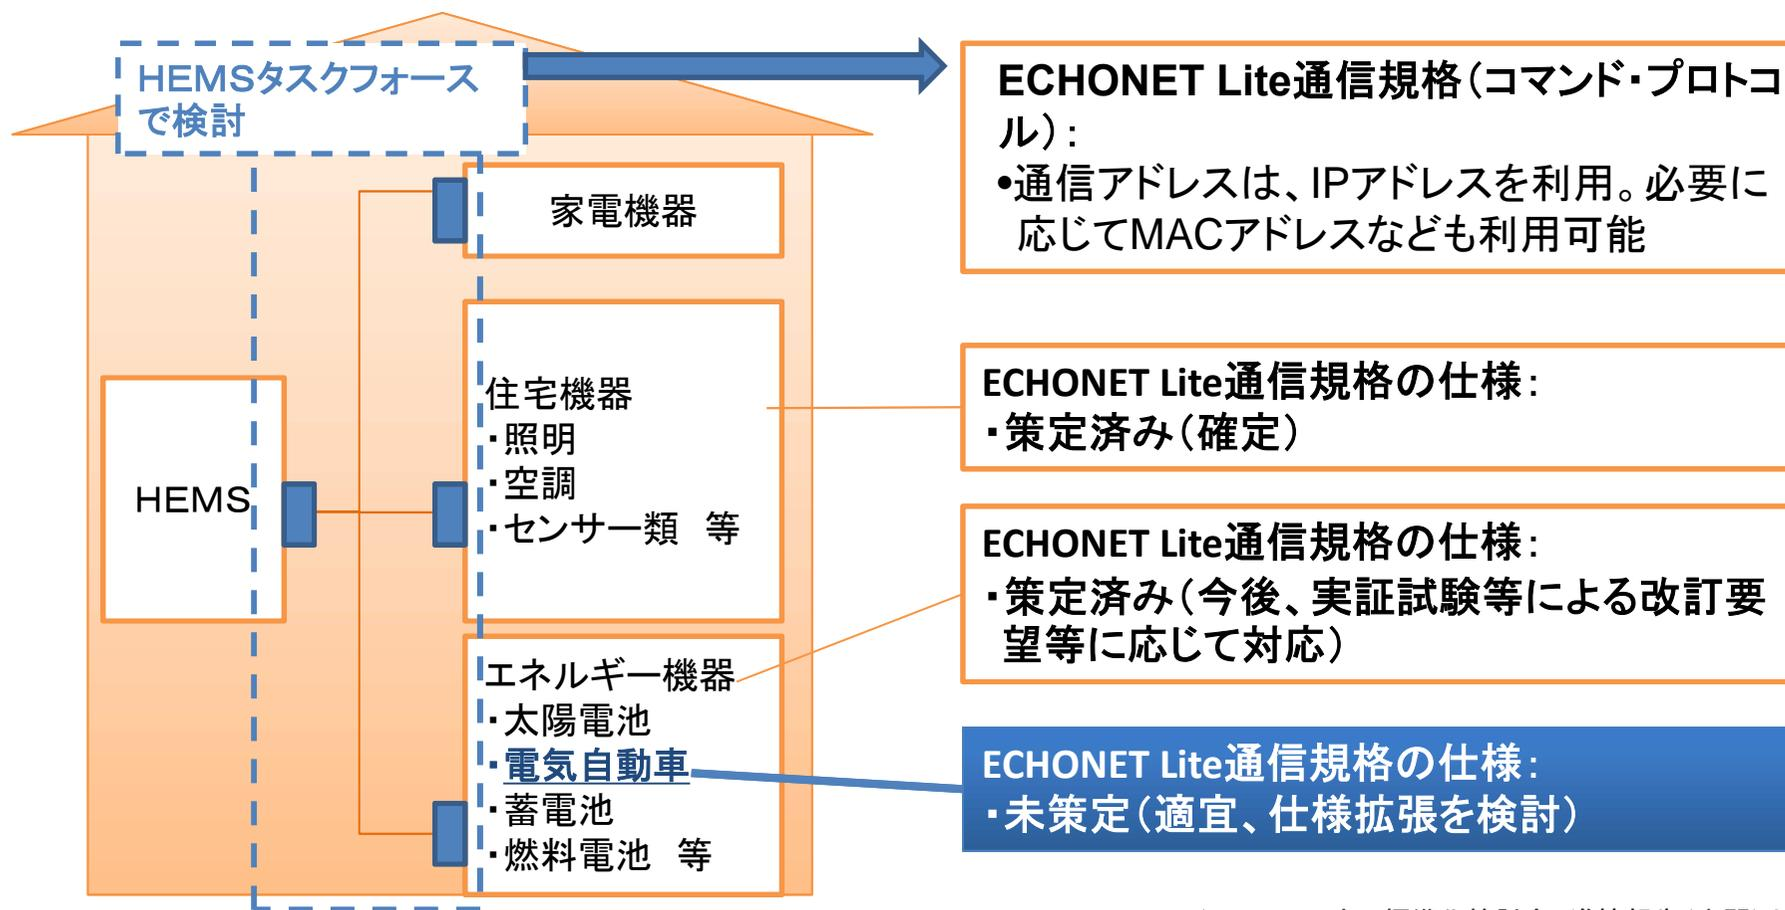 HEMSタスクフォース
で検討
家電機器
HEMS
住宅機器
・照明
・空調
・センサー類　等
エネルギー機器
・太陽電池
・電気自動車
・蓄電池
・燃料電池　等
ECHONET Lite通信規格（コマンド・プロトコ
ル）：
•通信アドレスは、IPアドレスを利用。必要に
応じてMACアドレスなども利用可能
ECHONET Lite通信規格の仕様：
・策定済み（確定）
ECHONET Lite通信規格の仕様：
・策定済み（今後、実証試験等による改訂要
望等に応じて対応）
ECHONET Lite通信規格の仕様：
・未策定（適宜、仕様拡張を検討）